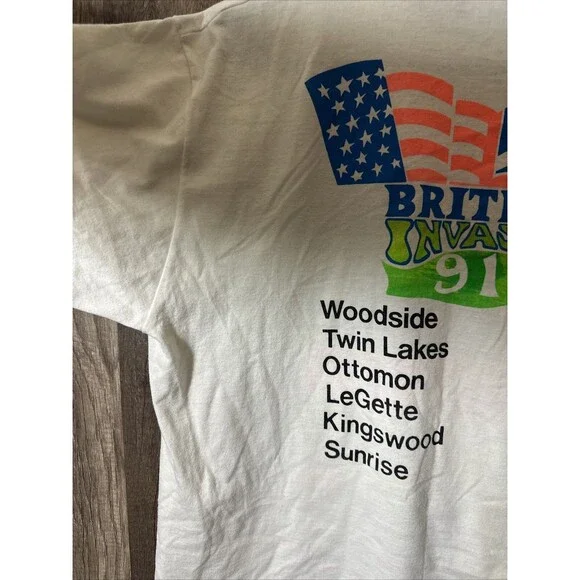 BRITI
INVAS
91
Woodside
Twin Lakes
Ottomon
LeGette
Kingswood
Sunrise